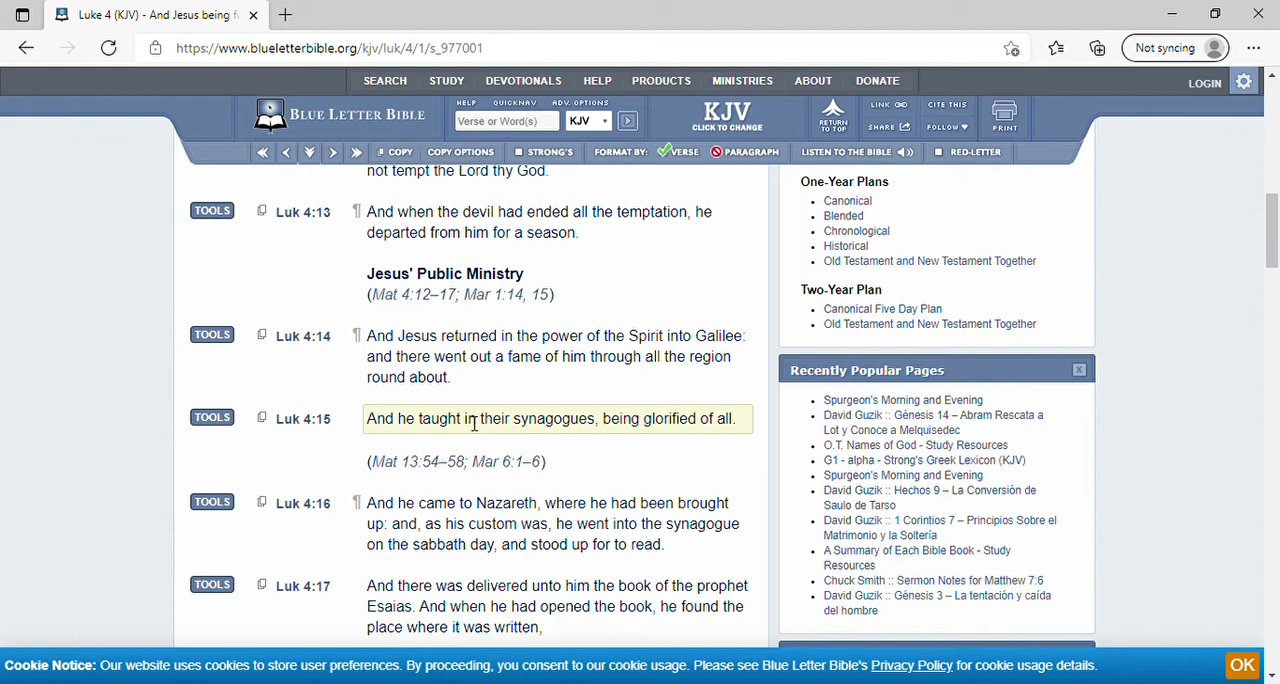 Luke 4 (KJV) - And Jesus being f
https://www.blueletterbible.org/kjv/luk/4/1/s_977001
Not syncing
SEARCH STUDY DEVOTIONALS HELP PRODUCTS MINISTRIES ABOUT DONATE
LOGIN
BLUE LETTER BIBLE
HELP QUICKNAV ADV. OPTIONS
Verse or Word(s) KJV
KJV
CLICK TO CHANGE
RETURN
TO TOP
LINK CITE THIS
SHARE FOLLOW
PRINT
COPY COPY OPTIONS STRONG'S FORMAT BY: VERSE PARAGRAPH LISTEN TO THE BIBLE RED-LETTER
not tempt the Lord thy God.
TOOLS Luk 4:13 ¶ And when the devil had ended all the temptation, he
departed from him for a season.
Jesus' Public Ministry
(Mat 4:12–17; Mar 1:14, 15)
TOOLS Luk 4:14 ¶ And Jesus returned in the power of the Spirit into Galilee:
and there went out a fame of him through all the region
round about.
TOOLS Luk 4:15 And he taught in their synagogues, being glorified of all.
(Mat 13:54–58; Mar 6:1–6)
TOOLS Luk 4:16 ¶ And he came to Nazareth, where he had been brought
up: and, as his custom was, he went into the synagogue
on the sabbath day, and stood up for to read.
TOOLS Luk 4:17 And there was delivered unto him the book of the prophet
Esaias. And when he had opened the book, he found the
place where it was written,
One-Year Plans
Canonical
Blended
Chronological
Historical
Old Testament and New Testament Together
Two-Year Plan
Canonical Five Day Plan
Old Testament and New Testament Together
Recently Popular Pages x
Spurgeon's Morning and Evening
David Guzik :: Génesis 14 – Abram Rescata a
Lot y Conoce a Melquisedec
O.T. Names of God - Study Resources
G1 - alpha - Strong's Greek Lexicon (KJV)
Spurgeon's Morning and Evening
David Guzik :: Hechos 9 – La Conversión de
Saulo de Tarso
David Guzik :: 1 Corintios 7 – Principios Sobre el
Matrimonio y la Soltería
A Summary of Each Bible Book - Study
Resources
Chuck Smith :: Sermon Notes for Matthew 7:6
David Guzik :: Génesis 3 – La tentación y caída
del hombre
Cookie Notice: Our website uses cookies to store user preferences. By proceeding, you consent to our cookie usage. Please see Blue Letter Bible's Privacy Policy for cookie usage details. OK